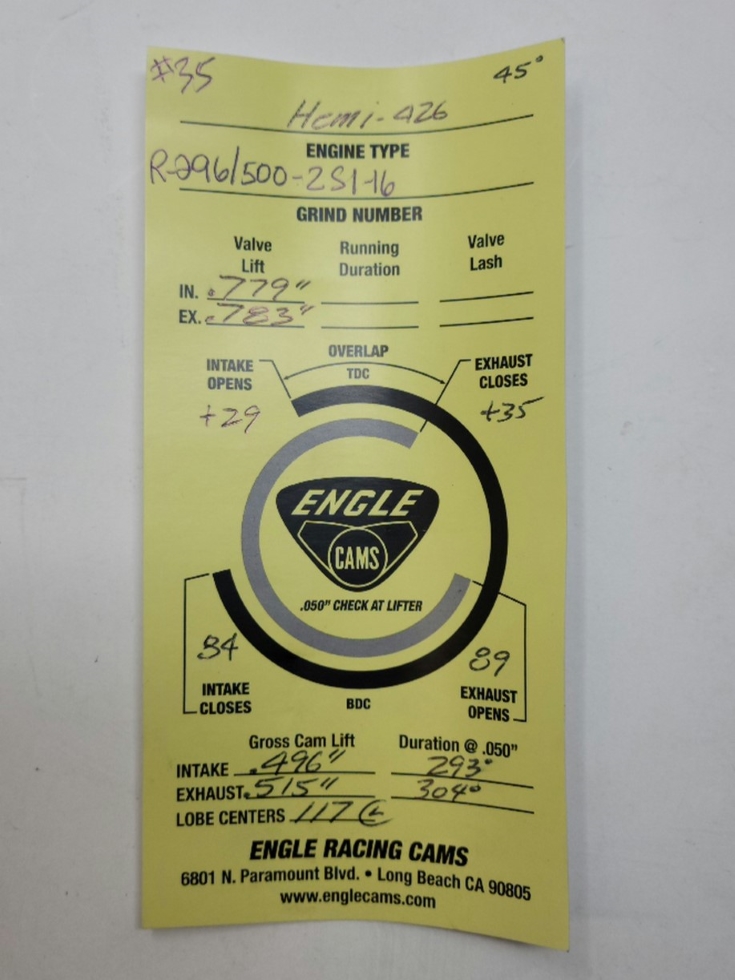 #35 45°
Hemi-426
ENGINE TYPE
R-296/500-2S1-16
GRIND NUMBER
Valve Lift Running Duration Valve Lash
IN. .779"
EX. .783"
OVERLAP
INTAKE OPENS TDC EXHAUST CLOSES
+29 +35
ENGLE
CAMS
.050" CHECK AT LIFTER
84 89
INTAKE CLOSES BDC EXHAUST OPENS
Gross Cam Lift Duration @ .050"
INTAKE .496" 293°
EXHAUST .515" 304°
LOBE CENTERS 117 ℄
ENGLE RACING CAMS
6801 N. Paramount Blvd. • Long Beach CA 90805
www.englecams.com